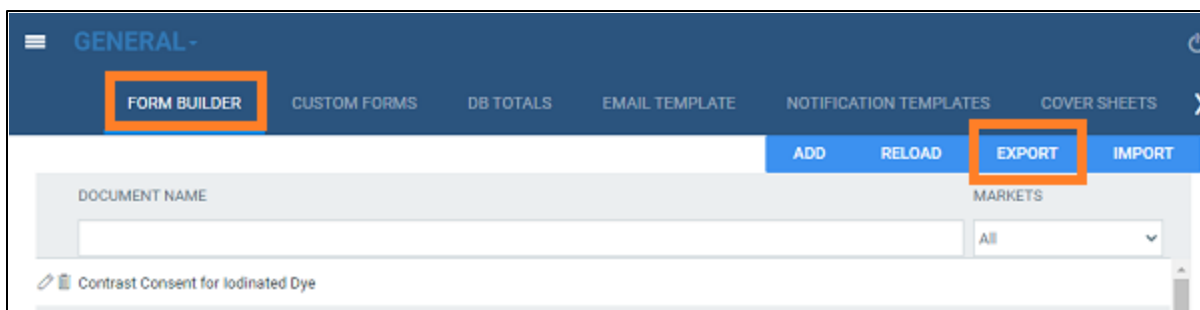 GENERAL
FORM BUILDER CUSTOM FORMS DB TOTALS EMAIL TEMPLATE NOTIFICATION TEMPLATES COVER SHEETS
ADD RELOAD EXPORT IMPORT
DOCUMENT NAME MARKETS
All
Contrast Consent for Iodinated Dye